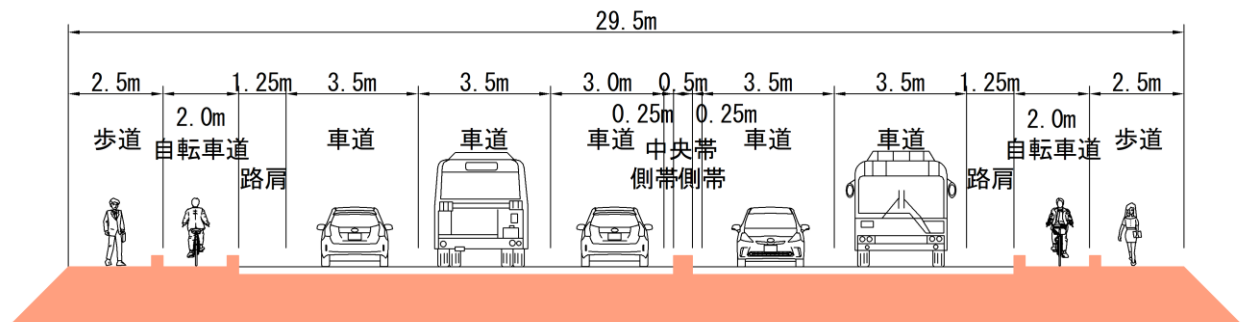 29.5m
2.5m
1.25m
3.5m
3.5m
3.0m
0.5m
3.5m
3.5m
1.25m
2.5m
2.0m
0.25m
0.25m
2.0m
歩道
自転車道
車道
車道
車道
中央帯
車道
車道
自転車道
歩道
路肩
側帯
側帯
路肩